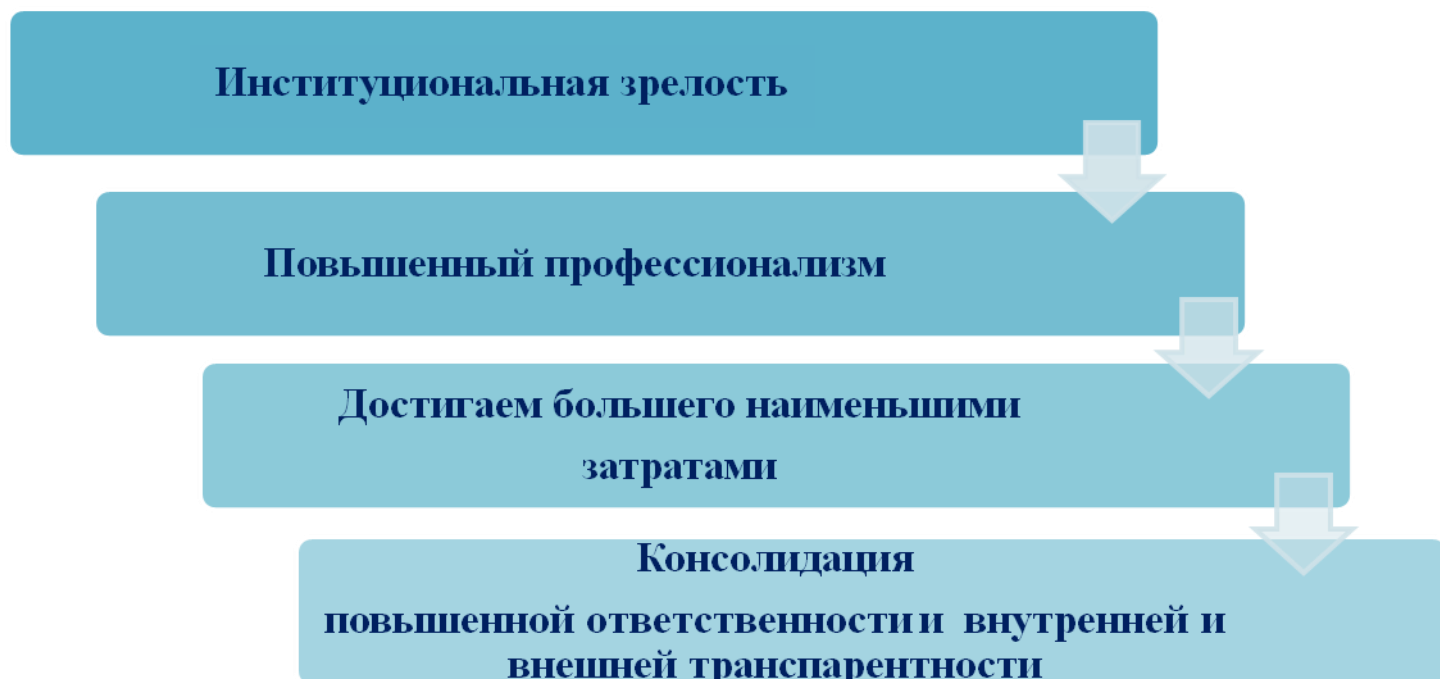 Институциональная зрелость
Повышенный профессионализм
Достигаем большего наименьшими
затратами
Консолидация
повышенной ответственности и внутренней и
внешней транспарентности